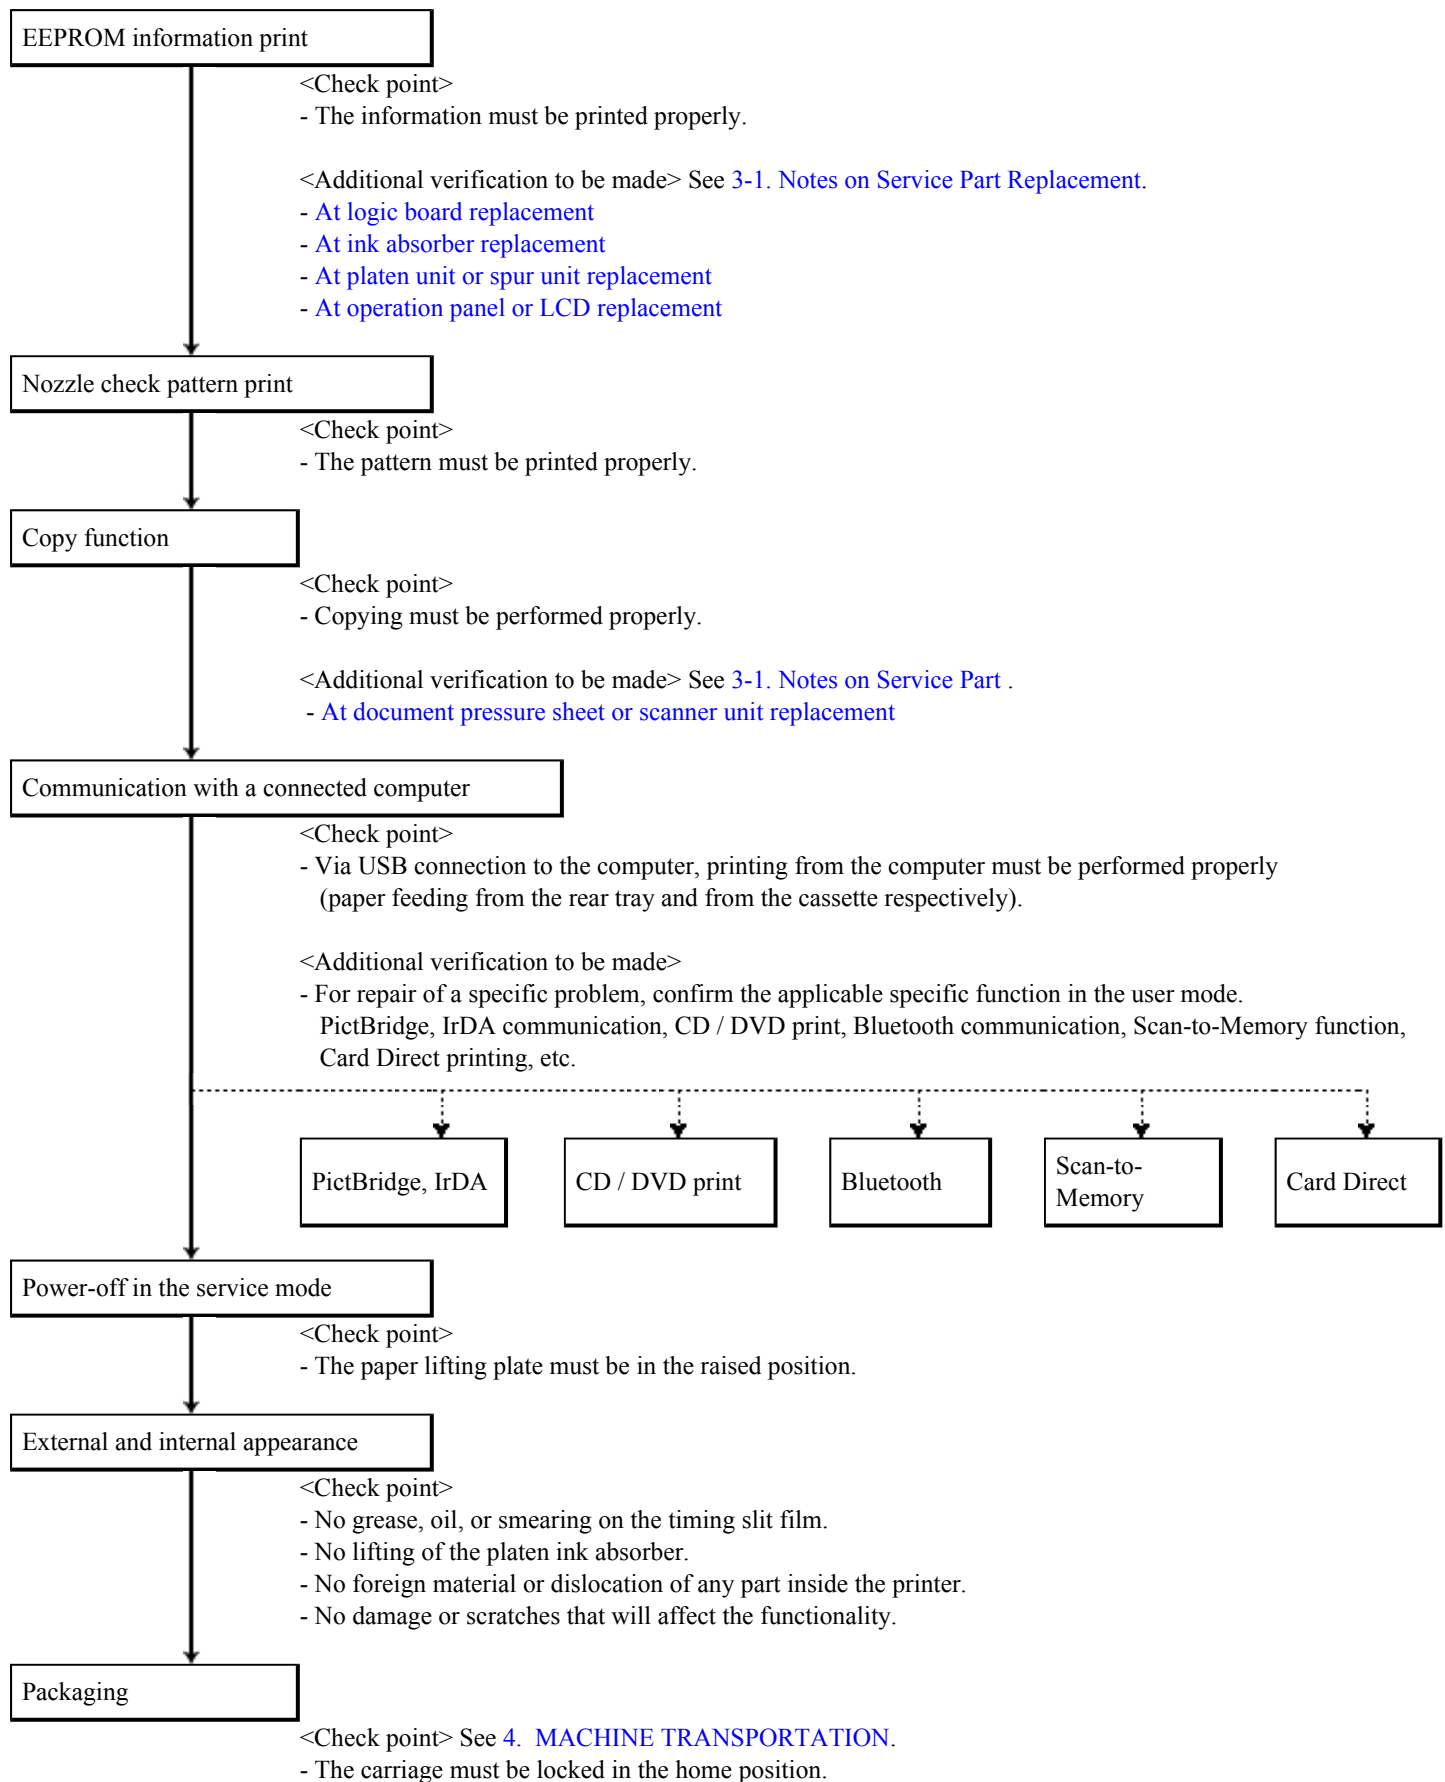 EEPROM information print
<Check point>
- The information must be printed properly.
<Additional verification to be made> See 3-1. Notes on Service Part Replacement.
- At logic board replacement
- At ink absorber replacement
- At platen unit or spur unit replacement
- At operation panel or LCD replacement
Nozzle check pattern print
<Check point>
- The pattern must be printed properly.
Copy function
<Check point>
- Copying must be performed properly.
<Additional verification to be made> See 3-1. Notes on Service Part .
- At document pressure sheet or scanner unit replacement
Communication with a connected computer
<Check point>
- Via USB connection to the computer, printing from the computer must be performed properly
(paper feeding from the rear tray and from the cassette respectively).
<Additional verification to be made>
- For repair of a specific problem, confirm the applicable specific function in the user mode.
PictBridge, IrDA communication, CD / DVD print, Bluetooth communication, Scan-to-Memory function,
Card Direct printing, etc.
PictBridge, IrDA
CD / DVD print
Bluetooth
Scan-to-
Memory
Card Direct
Power-off in the service mode
<Check point>
- The paper lifting plate must be in the raised position.
External and internal appearance
<Check point>
- No grease, oil, or smearing on the timing slit film.
- No lifting of the platen ink absorber.
- No foreign material or dislocation of any part inside the printer.
- No damage or scratches that will affect the functionality.
Packaging
<Check point> See 4. MACHINE TRANSPORTATION.
- The carriage must be locked in the home position.